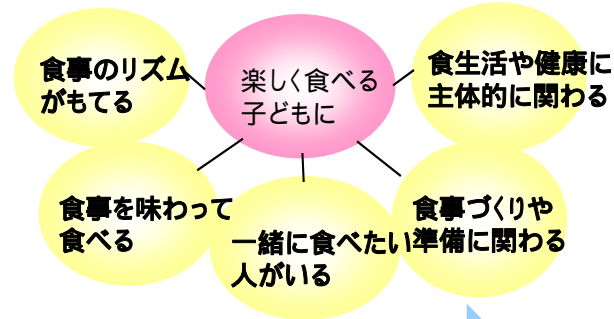 食事のリズム
がもてる
楽しく食べる
子どもに
食生活や健康に
主体的に関わる
食事を味わって
食べる
一緒に食べたい
人がいる
食事づくりや
準備に関わる